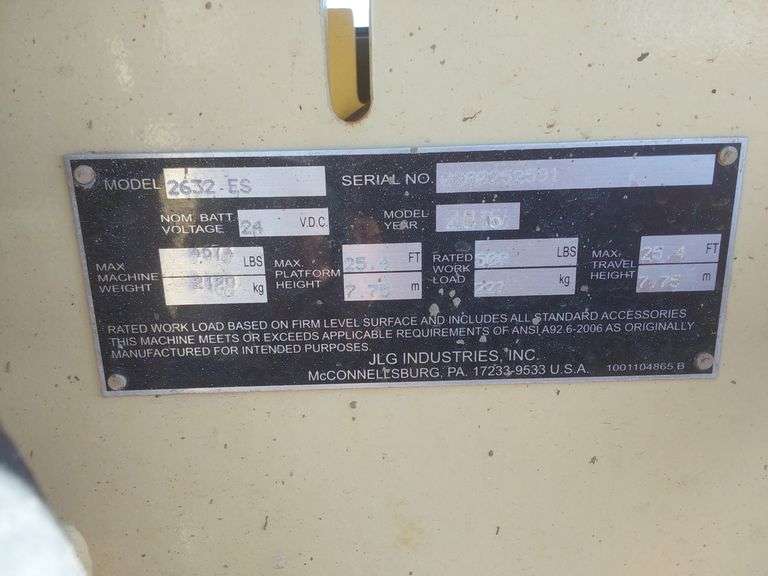 MODEL 2632 ES SERIAL NO.
NOM. BATT. VOLTAGE 24 V.D.C. MODEL YEAR
MAX. MACHINE WEIGHT LBS kg
MAX. PLATFORM HEIGHT 25.4 FT 7.75 m
RATED WORK LOAD 500 LBS kg
MAX. TRAVEL HEIGHT 25.4 FT 7.75 m
RATED WORK LOAD BASED ON FIRM LEVEL SURFACE AND INCLUDES ALL STANDARD ACCESSORIES
THIS MACHINE MEETS OR EXCEEDS APPLICABLE REQUIREMENTS OF ANSI A92.6-2006 AS ORIGINALLY
MANUFACTURED FOR INTENDED PURPOSES.
JLG INDUSTRIES, INC.
McCONNELLSBURG, PA. 17233-9533 U.S.A. 1001104865 B